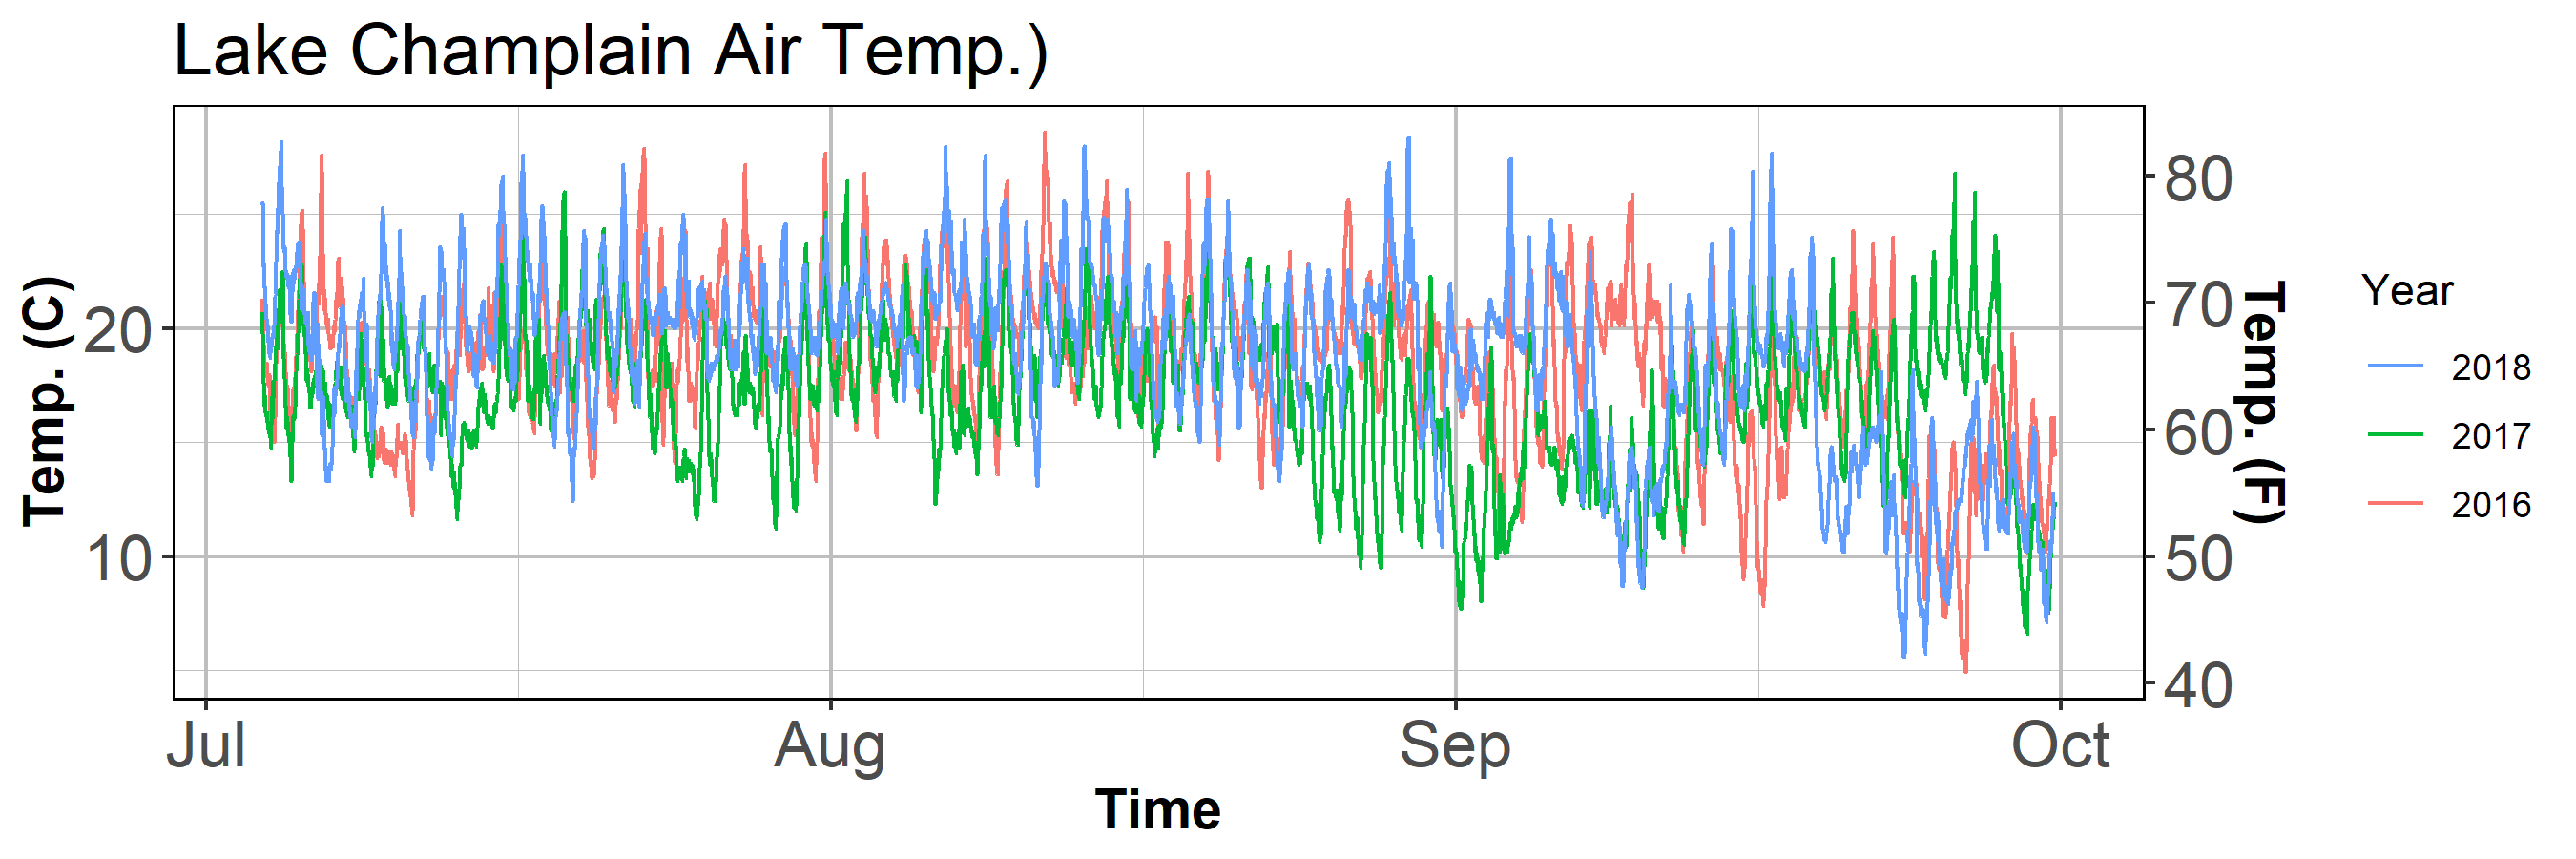 Lake Champlain Air Temp.)
Temp. (C)
20
10
80
70
60
50
40
Temp. (F)
Jul Aug Sep Oct
Time
Year
2018
2017
2016